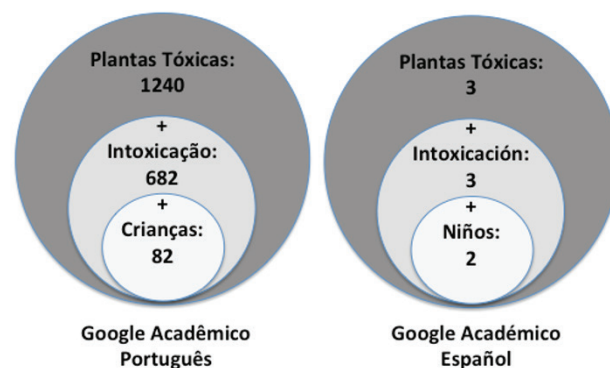 Plantas Tóxicas:
1240
+
Intoxicação:
682
+
Crianças:
82
Google Acadêmico
Português
Plantas Tóxicas:
3
+
Intoxicación:
3
+
Niños:
2
Google Académico
Español